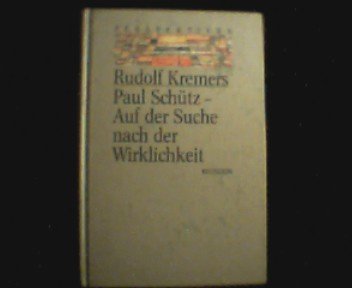 Rudolf Kremers
Paul Schütz –
Auf der Suche
nach der
Wirklichkeit